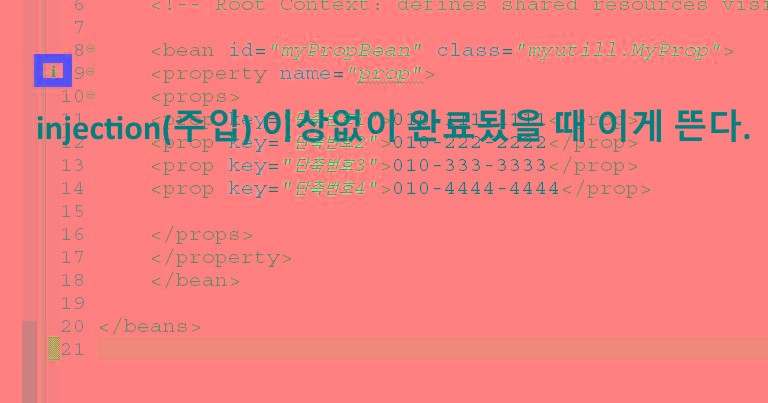 6 <!-- Root Context: defines shared resources visi
7
8 <bean id="myPropBean" class="myutill.MyProp">
9 <property name="prop">
10 <props>
11 <prop key=
injection(주입) 이상없이 완료됬을 때 이게 뜬다.
12 <prop key="단축번호2">010-222-2222</prop>
13 <prop key="단축번호3">010-333-3333</prop>
14 <prop key="단축번호4">010-4444-4444</prop>
15
16 </props>
17 </property>
18 </bean>
19
20 </beans>
21